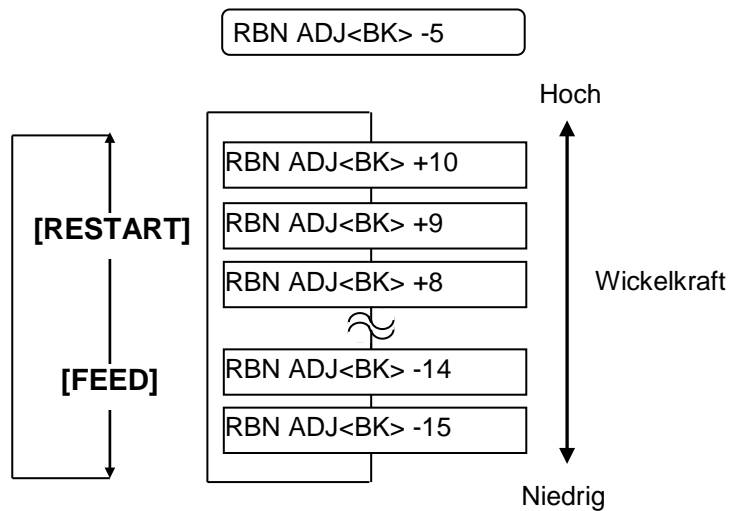 RBN ADJ<BK> -5
Hoch
RBN ADJ<BK> +10
[RESTART]
RBN ADJ<BK> +9
RBN ADJ<BK> +8
Wickelkraft
[FEED]
RBN ADJ<BK> -14
RBN ADJ<BK> -15
Niedrig